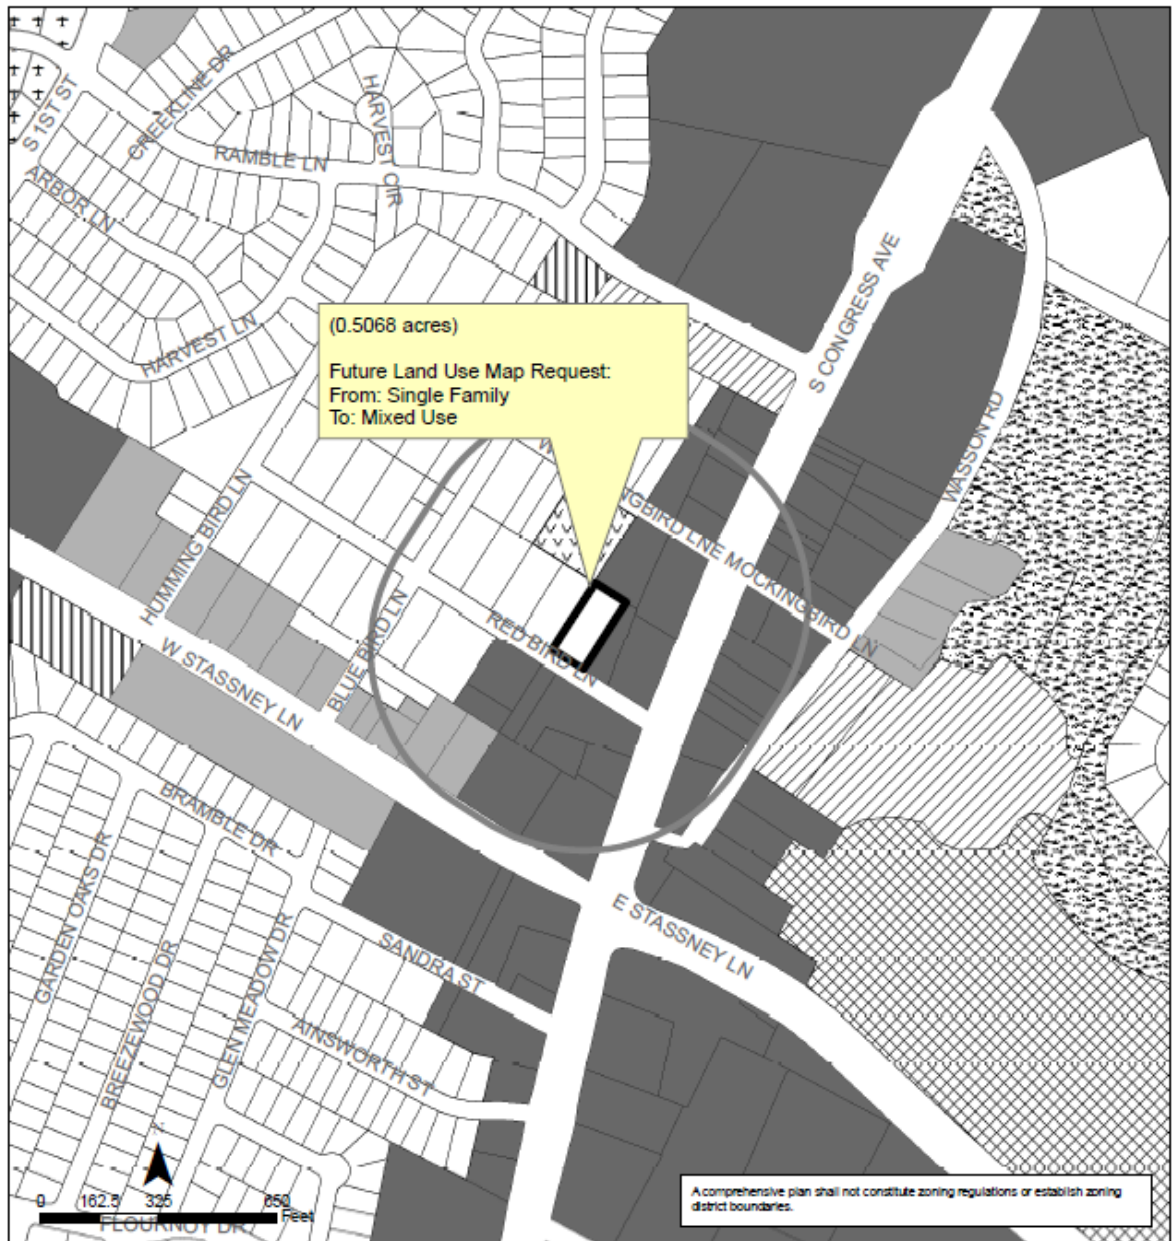 CREEKLINE DR
HARVEST CIR
S 1ST ST
RAMBLE LN
ARBOR LN
S CONGRESS AVE
HARVEST LN
(0.5068 acres)
Future Land Use Map Request:
From: Single Family
To: Mixed Use
WASSON RD
W
NGBIRD LN
E MOCKINGBIRD LN
HUMMING BIRD LN
BLUE BIRD LN
RED BIRD LN
W STASSNEY LN
BRAMBLE DR
E STASSNEY LN
GARDEN OAKS DR
BREEZEWOOD DR
GLEN MEADOW DR
SANDRA ST
AINSWORTH ST
0 162.5 325 650
Feet
FLOURNOY DR
A comprehensive plan shall not constitute zoning regulations or establish zoning
district boundaries.